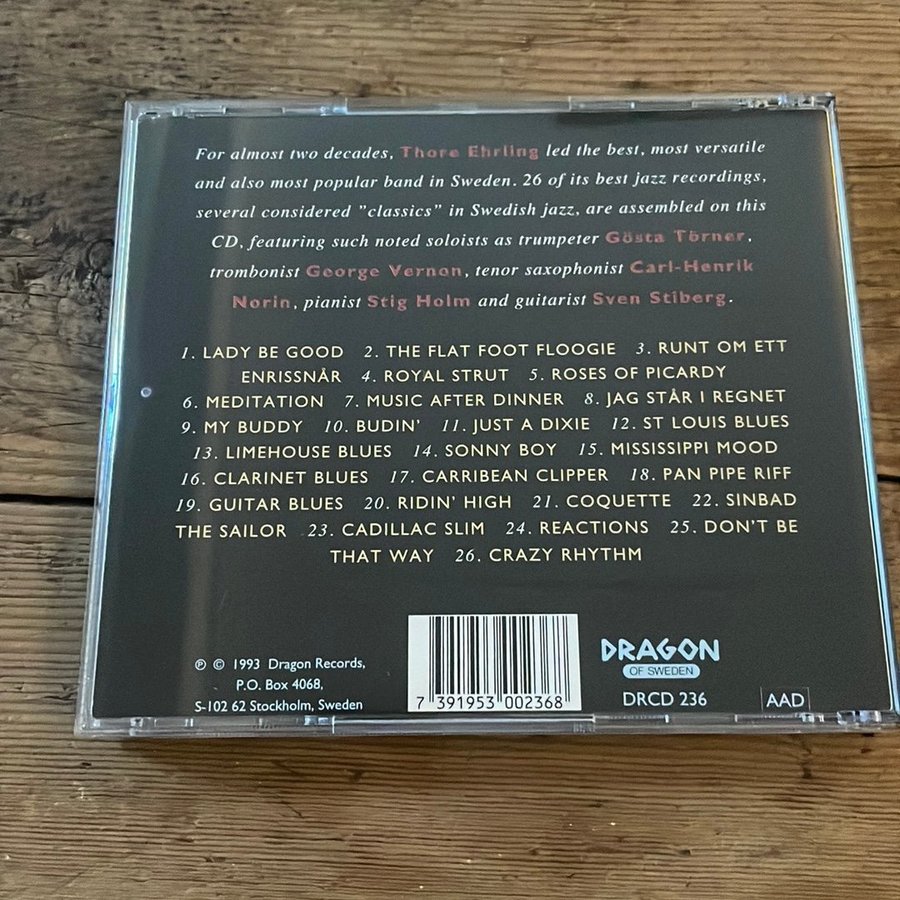 For almost two decades, Thore Ehrling led the best, most versatile
and also most popular band in Sweden. 26 of its best jazz recordings,
several considered "classics" in Swedish jazz, are assembled on this
CD, featuring such noted soloists as trumpeter Gösta Törner,
trombonist George Vernon, tenor saxophonist Carl-Henrik
Norin, pianist Stig Holm and guitarist Sven Stiberg.
1. LADY BE GOOD 2. THE FLAT FOOT FLOOGIE 3. RUNT OM ETT
ENRISSNÅR 4. ROYAL STRUT 5. ROSES OF PICARDY
6. MEDITATION 7. MUSIC AFTER DINNER 8. JAG STÅR I REGNET
9. MY BUDDY 10. BUDIN' 11. JUST A DIXIE 12. ST LOUIS BLUES
13. LIMEHOUSE BLUES 14. SONNY BOY 15. MISSISSIPPI MOOD
16. CLARINET BLUES 17. CARRIBEAN CLIPPER 18. PAN PIPE RIFF
19. GUITAR BLUES 20. RIDIN' HIGH 21. COQUETTE 22. SINBAD
THE SAILOR 23. CADILLAC SLIM 24. REACTIONS 25. DON'T BE
THAT WAY 26. CRAZY RHYTHM
℗ © 1993 Dragon Records,
P.O. Box 4068,
S-102 62 Stockholm, Sweden
7 391953 002368
DRAGON
OF SWEDEN
DRCD 236
AAD